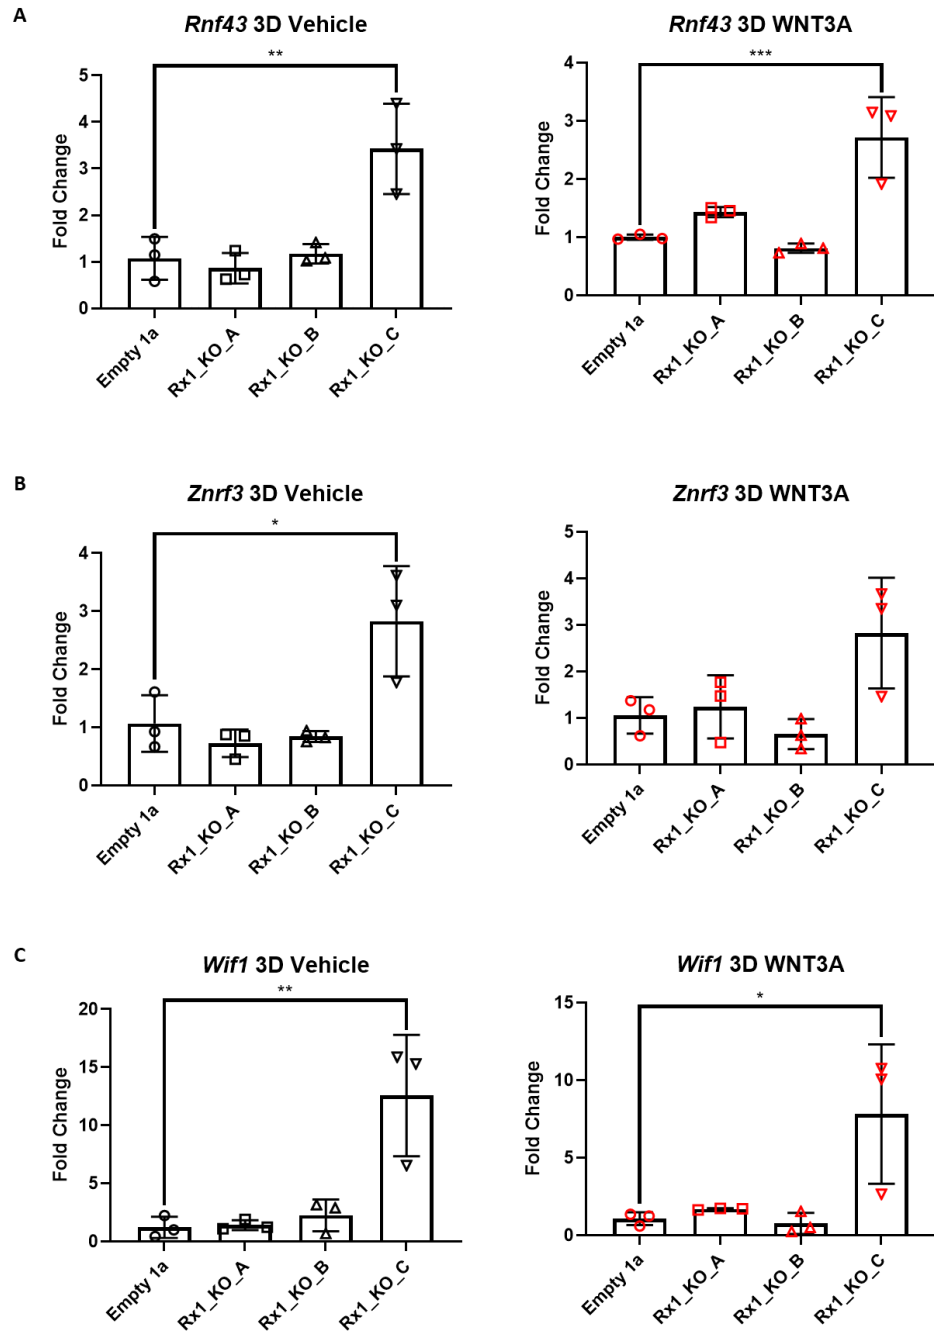 A
Rnf43 3D Vehicle
**
Fold Change
5
4
3
2
1
0
Empty 1a
Rx1_KO_A
Rx1_KO_B
Rx1_KO_C
Rnf43 3D WNT3A
***
Fold Change
4
3
2
1
0
Empty 1a
Rx1_KO_A
Rx1_KO_B
Rx1_KO_C
B
Znrf3 3D Vehicle
*
Fold Change
4
3
2
1
0
Empty 1a
Rx1_KO_A
Rx1_KO_B
Rx1_KO_C
Znrf3 3D WNT3A
Fold Change
5
4
3
2
1
0
Empty 1a
Rx1_KO_A
Rx1_KO_B
Rx1_KO_C
C
Wif1 3D Vehicle
**
Fold Change
20
15
10
5
0
Empty 1a
Rx1_KO_A
Rx1_KO_B
Rx1_KO_C
Wif1 3D WNT3A
*
Fold Change
15
10
5
0
Empty 1a
Rx1_KO_A
Rx1_KO_B
Rx1_KO_C